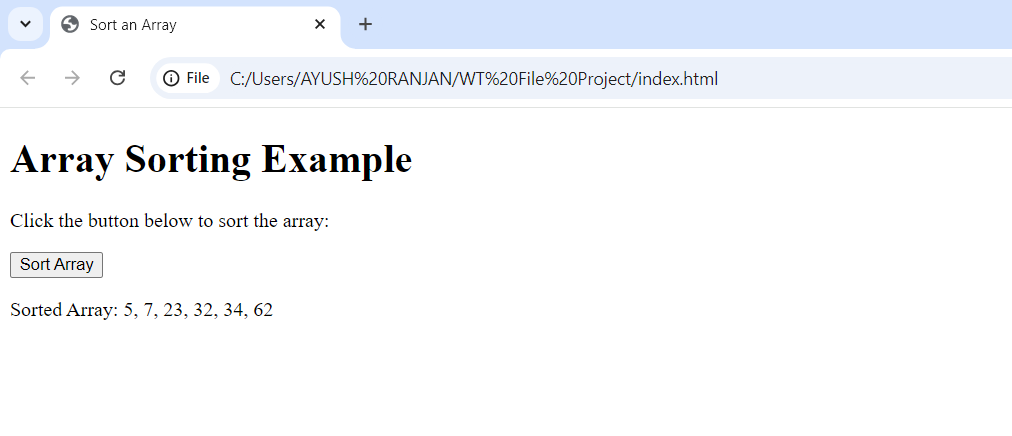 Sort an Array
File C:/Users/AYUSH%20RANJAN/WT%20File%20Project/index.html
Array Sorting Example
Click the button below to sort the array:
Sort Array
Sorted Array: 5, 7, 23, 32, 34, 62